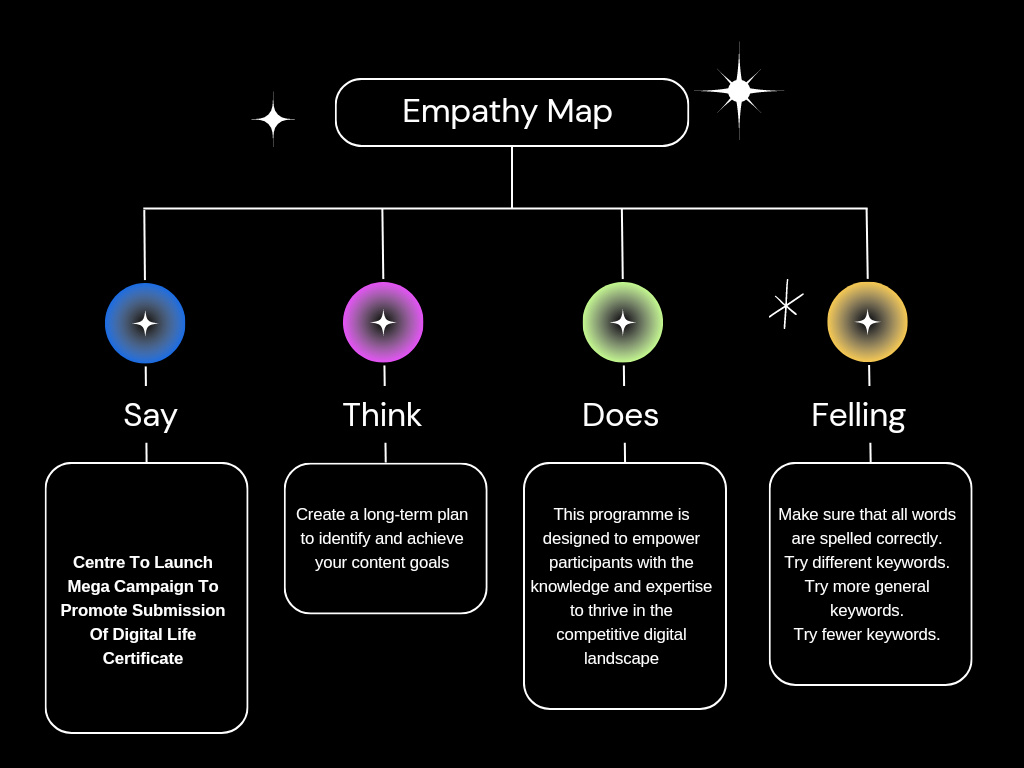 Empathy Map
Say
Think
Does
Felling
Centre To Launch
Mega Campaign To
Promote Submission
Of Digital Life
Certificate
Create a long-term plan
to identify and achieve
your content goals
This programme is
designed to empower
participants with the
knowledge and expertise
to thrive in the
competitive digital
landscape
Make sure that all words
are spelled correctly.
Try different keywords.
Try more general
keywords.
Try fewer keywords.